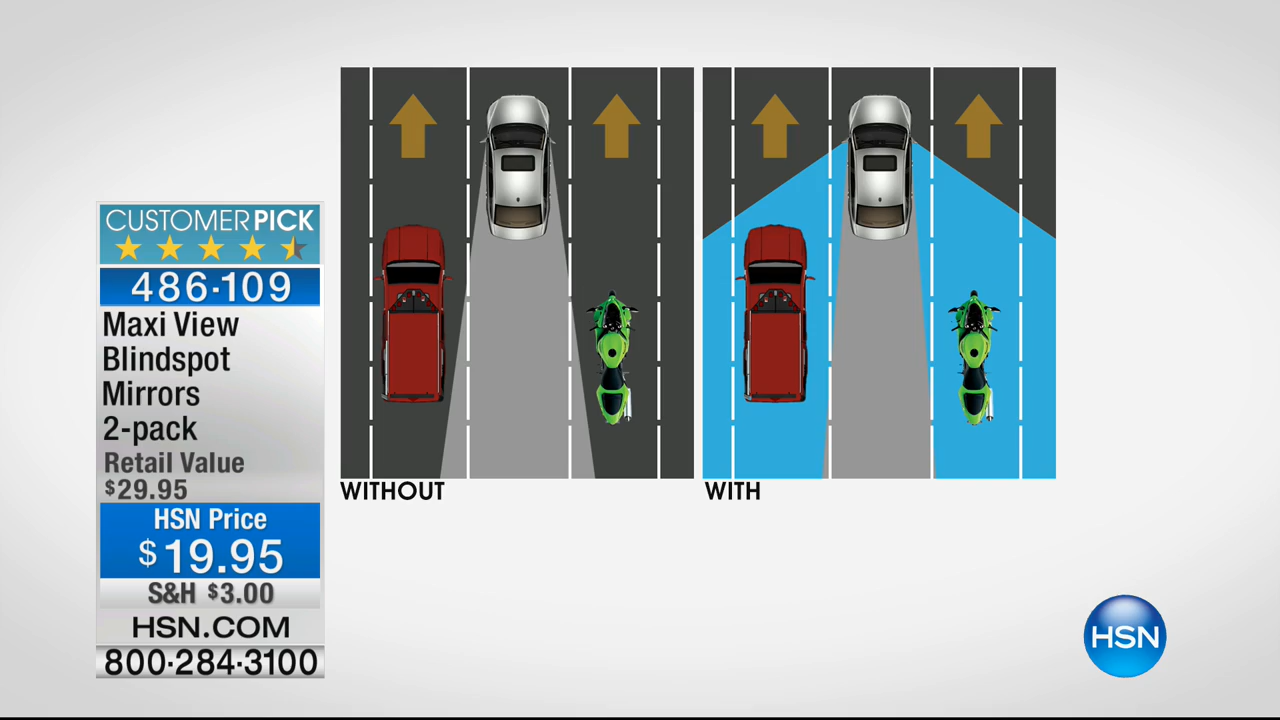 CUSTOMERPICK
486·109
Maxi View
Blindspot
Mirrors
2-pack
Retail Value
$29.95
HSN Price
$19.95
S&H $3.00
HSN.COM
800·284·3100
WITHOUT
WITH
HSN